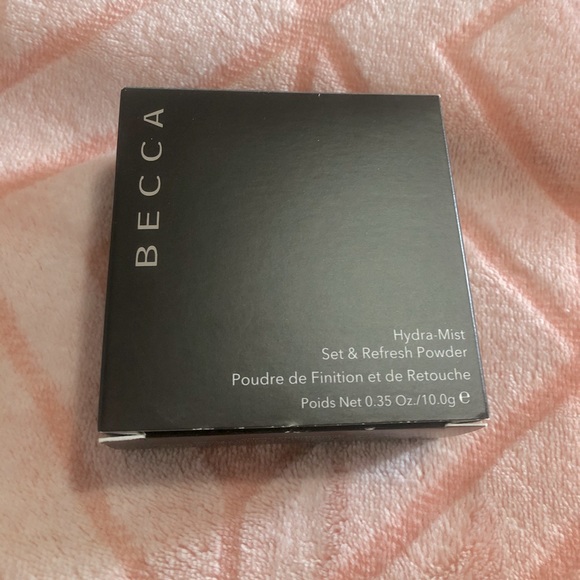 BECCA
Hydra-Mist
Set & Refresh Powder
Poudre de Finition et de Retouche
Poids Net 0.35 Oz./10.0g ℮